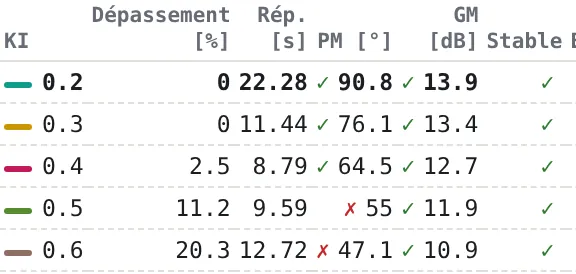 Dépassement Rép. GM
KI [%] [s] PM [°] [dB] Stable
0.2 0 22.28 ✓ 90.8 ✓ 13.9 ✓
0.3 0 11.44 ✓ 76.1 ✓ 13.4 ✓
0.4 2.5 8.79 ✓ 64.5 ✓ 12.7 ✓
0.5 11.2 9.59 ✗ 55 ✓ 11.9 ✓
0.6 20.3 12.72 ✗ 47.1 ✓ 10.9 ✓